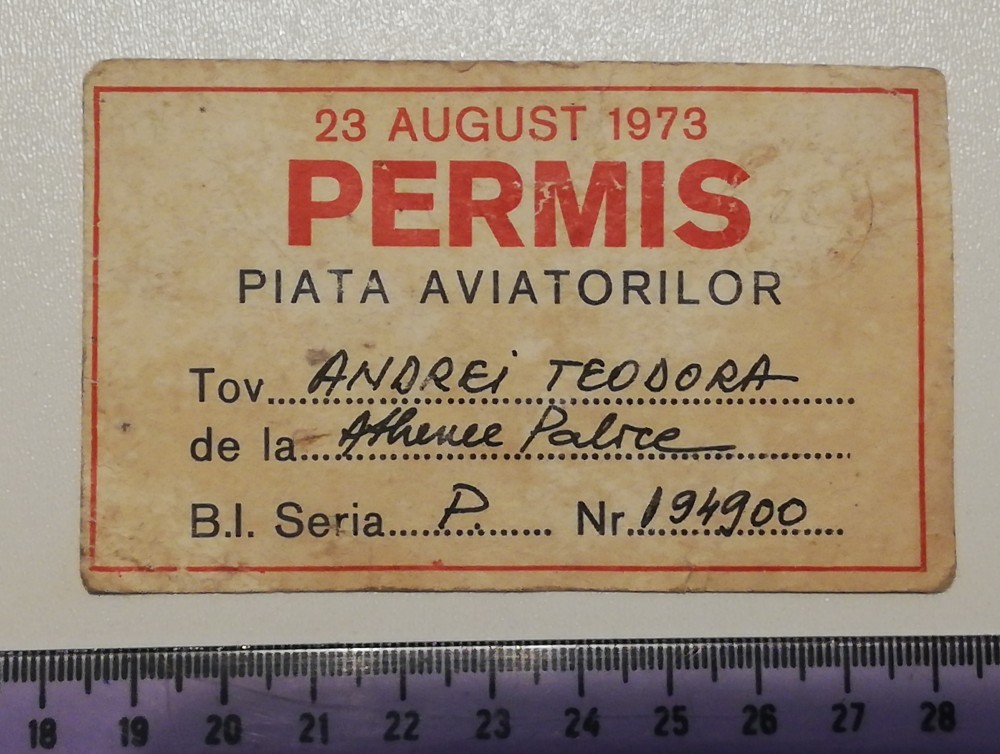 23 AUGUST 1973
PERMIS
PIATA AVIATORILOR
Tov. ANDREI TEODORA
de la Athenee Palace
B.I. Seria P. Nr. 194900
18 19 20 21 22 23 24 25 26 27 28